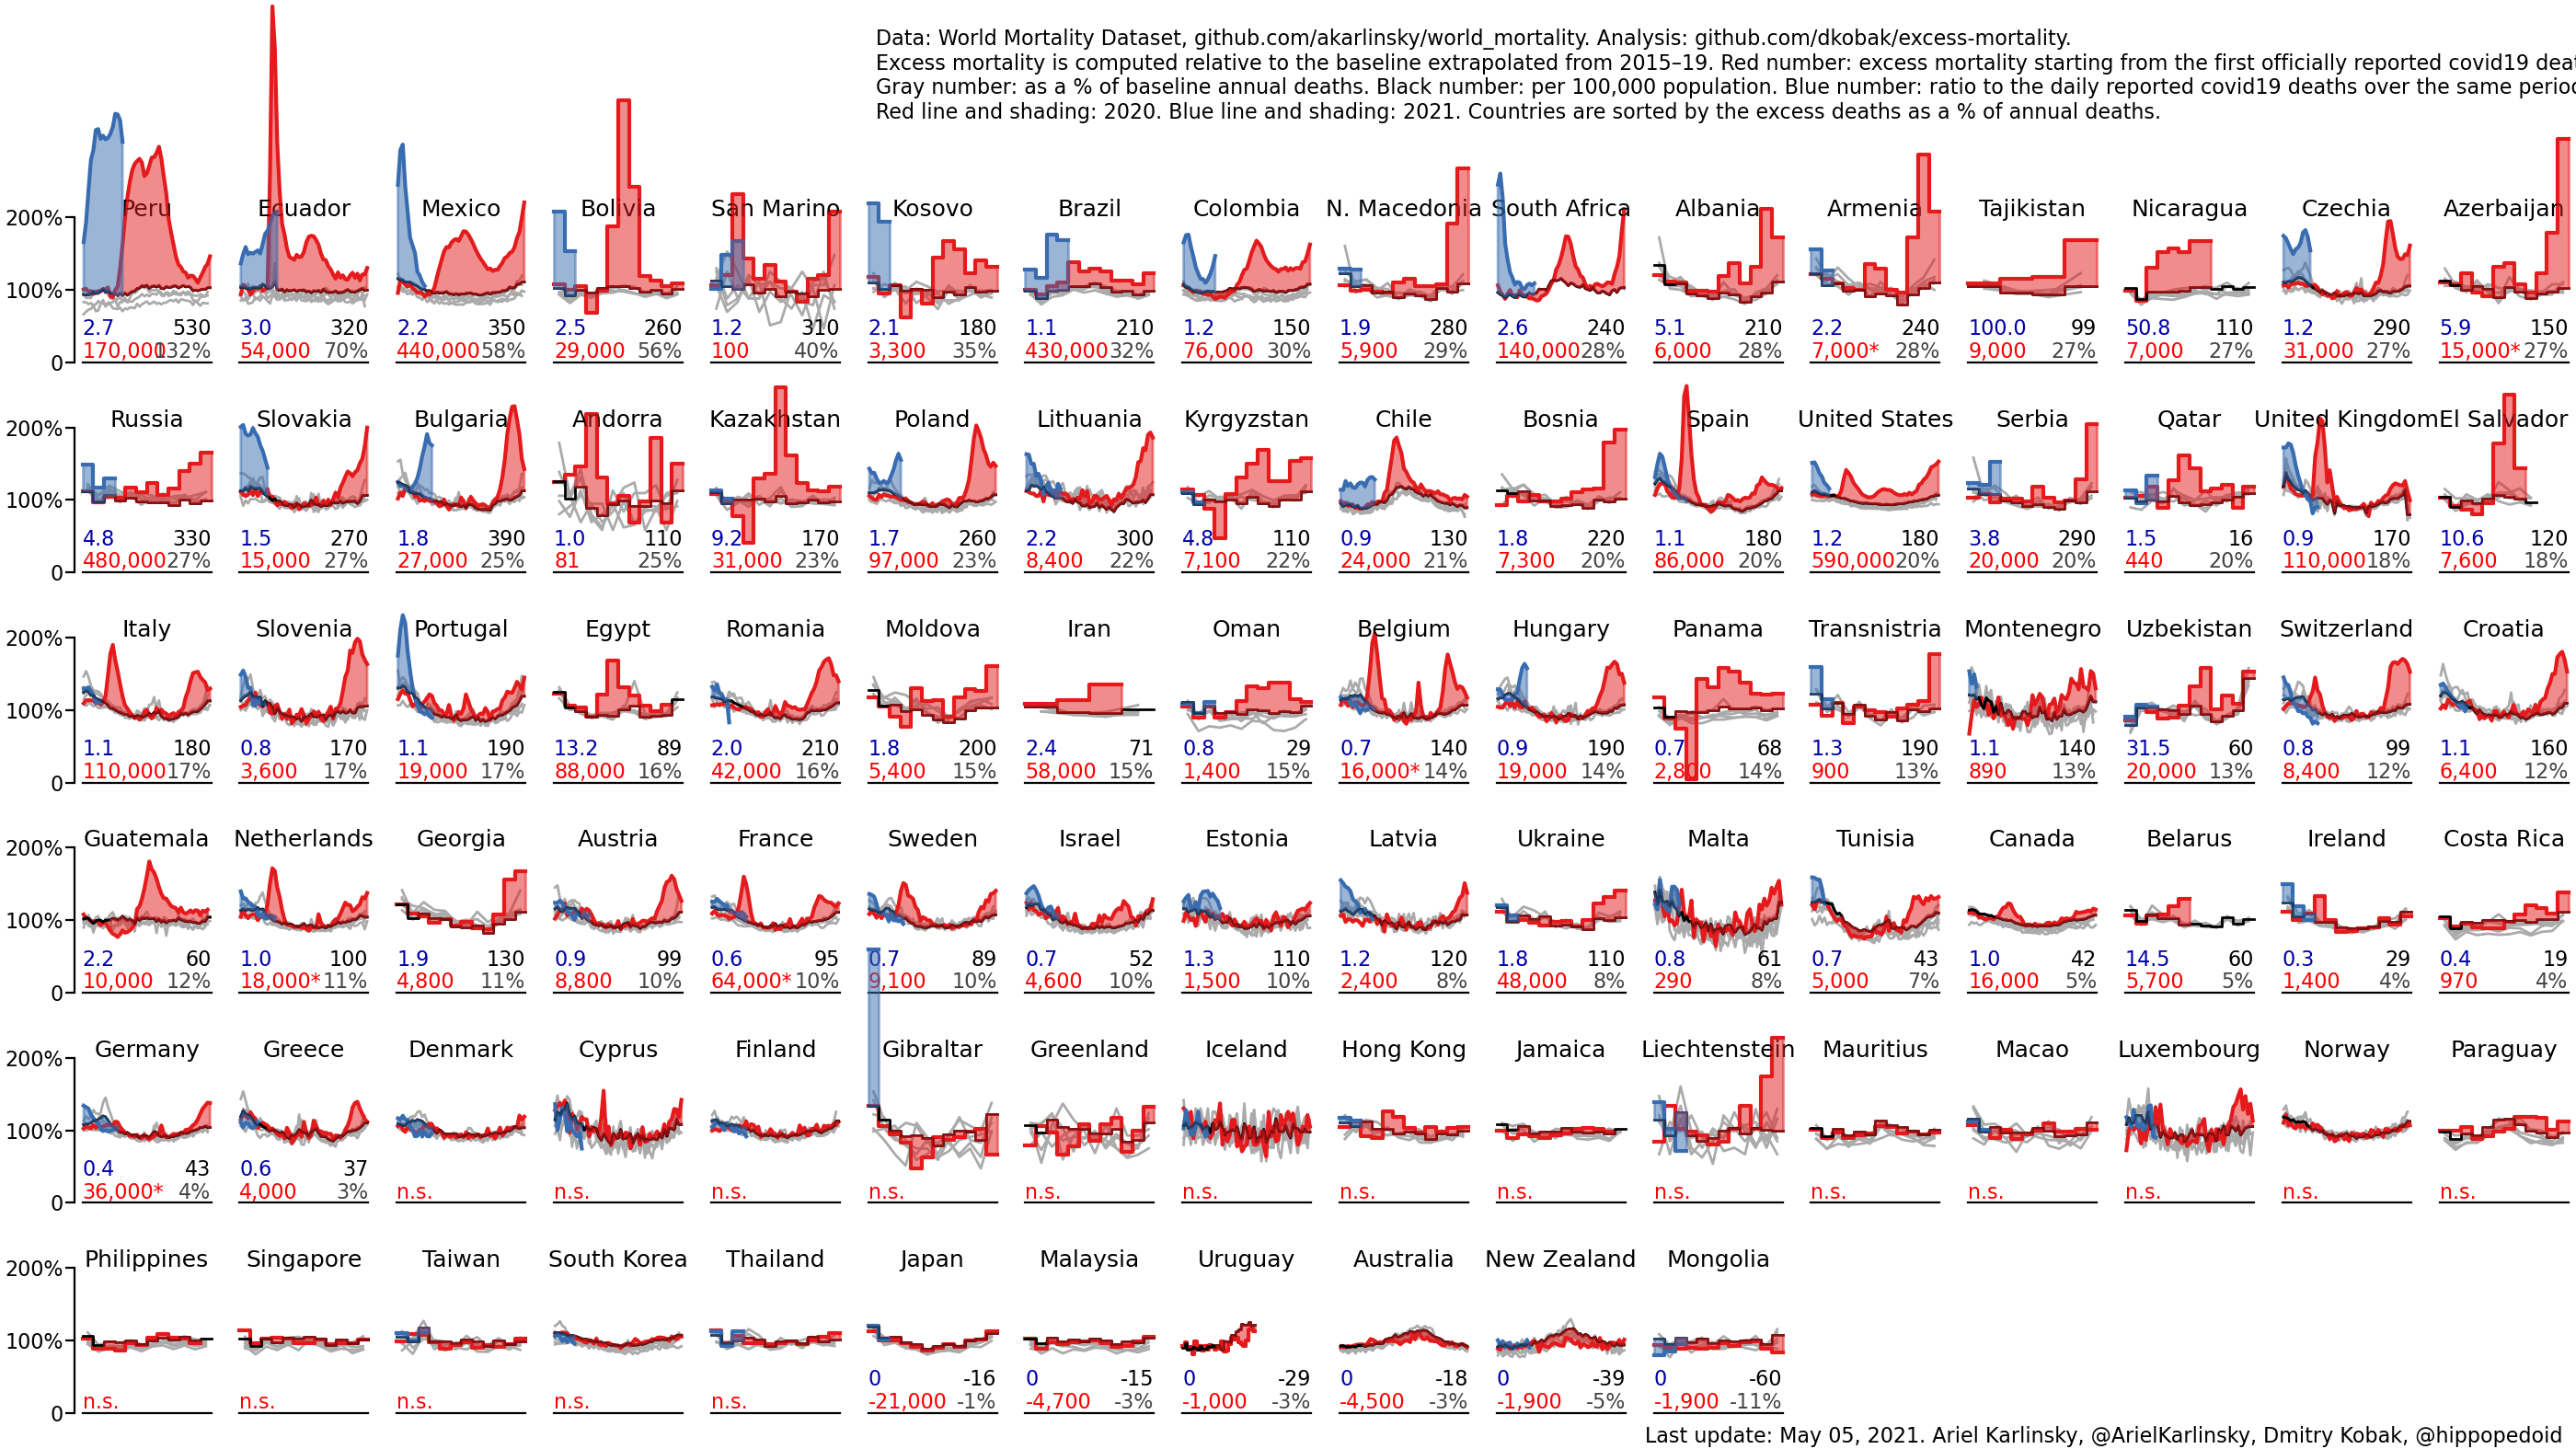 Data: World Mortality Dataset, github.com/akarlinsky/world_mortality. Analysis: github.com/dkobak/excess-mortality.
Excess mortality is computed relative to the baseline extrapolated from 2015–19. Red number: excess mortality starting from the first officially reported covid19
Gray number: as a % of baseline annual deaths. Black number: per 100,000 population. Blue number: ratio to the daily reported covid19 deaths over the same
Red line and shading: 2020. Blue line and shading: 2021. Countries are sorted by the excess deaths as a % of annual deaths.
200% Peru Ecuador Mexico Bolivia San Marino Kosovo Brazil Colombia N. Macedonia South Africa Albania Armenia Tajikistan Nicaragua Czechia Azerbaijan
100%
2.7 530 3.0 320 2.2 350 2.5 260 1.2 310 2.1 180 1.1 210 1.2 150 1.9 280 2.6 240 5.1 210 2.2 240 100.0 99 50.8 110 1.2 290 5.9 150
170,000 132% 54,000 70% 440,000 58% 29,000 56% 100 40% 3,300 35% 430,000 32% 76,000 30% 5,900 29% 140,000 28% 6,000 28% 7,000* 28% 9,000 27% 7,000 27% 31,000 27% 15,000* 27%
0
200% Russia Slovakia Bulgaria Andorra Kazakhstan Poland Lithuania Kyrgyzstan Chile Bosnia Spain United States Serbia Qatar United Kingdom El Salvador
100%
4.8 330 1.5 270 1.8 390 1.0 110 9.2 170 1.7 260 2.2 300 4.8 110 0.9 130 1.8 220 1.1 180 1.2 180 3.8 290 1.5 16 0.9 170 10.6 120
480,000 27% 15,000 27% 27,000 25% 81 25% 31,000 23% 97,000 23% 8,400 22% 7,100 22% 24,000 21% 7,300 20% 86,000 20% 590,000 20% 20,000 20% 440 20% 110,000 18% 7,600 18%
0
200% Italy Slovenia Portugal Egypt Romania Moldova Iran Oman Belgium Hungary Panama Transnistria Montenegro Uzbekistan Switzerland Croatia
100%
1.1 180 0.8 170 1.1 190 13.2 89 2.0 210 1.8 200 2.4 71 0.8 29 0.7 140 0.9 190 0.7 68 1.3 190 1.1 140 31.5 60 0.8 99 1.1 160
110,000 17% 3,600 17% 19,000 17% 88,000 16% 42,000 16% 5,400 15% 58,000 15% 1,400 15% 16,000* 14% 19,000 14% 2,800 14% 900 13% 890 13% 20,000 13% 8,400 12% 6,400 12%
0
200% Guatemala Netherlands Georgia Austria France Sweden Israel Estonia Latvia Ukraine Malta Tunisia Canada Belarus Ireland Costa Rica
100%
2.2 60 1.0 100 1.9 130 0.9 99 0.6 95 0.7 89 0.7 52 1.3 110 1.2 120 1.8 110 0.8 61 0.7 43 1.0 42 14.5 60 0.3 29 0.4 19
10,000 12% 18,000* 11% 4,800 11% 8,800 10% 64,000* 10% 9,100 10% 4,600 10% 1,500 10% 2,400 8% 48,000 8% 290 8% 5,000 7% 16,000 5% 5,700 5% 1,400 4% 970 4%
0
200% Germany Greece Denmark Cyprus Finland Gibraltar Greenland Iceland Hong Kong Jamaica Liechtenstein Mauritius Macao Luxembourg Norway Paraguay
100%
0.4 43 0.6 37
36,000* 4% 4,000 3% n.s. n.s. n.s. n.s. n.s. n.s. n.s. n.s. n.s. n.s. n.s. n.s. n.s. n.s.
0
200% Philippines Singapore Taiwan South Korea Thailand Japan Malaysia Uruguay Australia New Zealand Mongolia
100%
0 -16 0 -15 0 -29 0 -18 0 -39 0 -60
n.s. n.s. n.s. n.s. n.s. -21,000 -1% -4,700 -3% -1,000 -3% -4,500 -3% -1,900 -5% -1,900 -11%
0
Last update: May 05, 2021. Ariel Karlinsky, @ArielKarlinsky, Dmitry Kobak, @hippopedoid